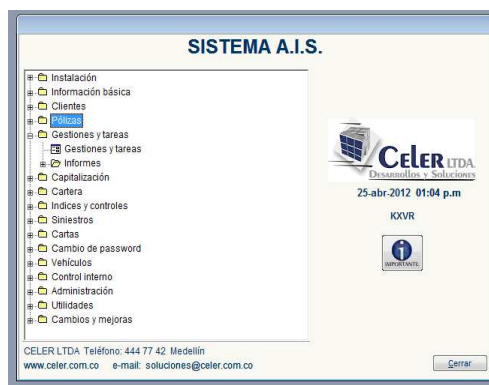 SISTEMA A.I.S.
Instalación
Información básica
Clientes
Pólizas
Gestiones y tareas
Gestiones y tareas
Informes
Capitalización
Cartera
Indices y controles
Siniestros
Cartas
Cambio de password
Vehículos
Control interno
Administración
Utilidades
Cambios y mejoras
CELER LTDA.
DESARROLLOS Y SOLUCIONES
25-abr-2012 01:04 p.m
KXVR
IMPORTANTE
CELER LTDA Teléfono: 444 77 42 Medellín
www.celer.com.co e-mail: soluciones@celer.com.co
Cerrar